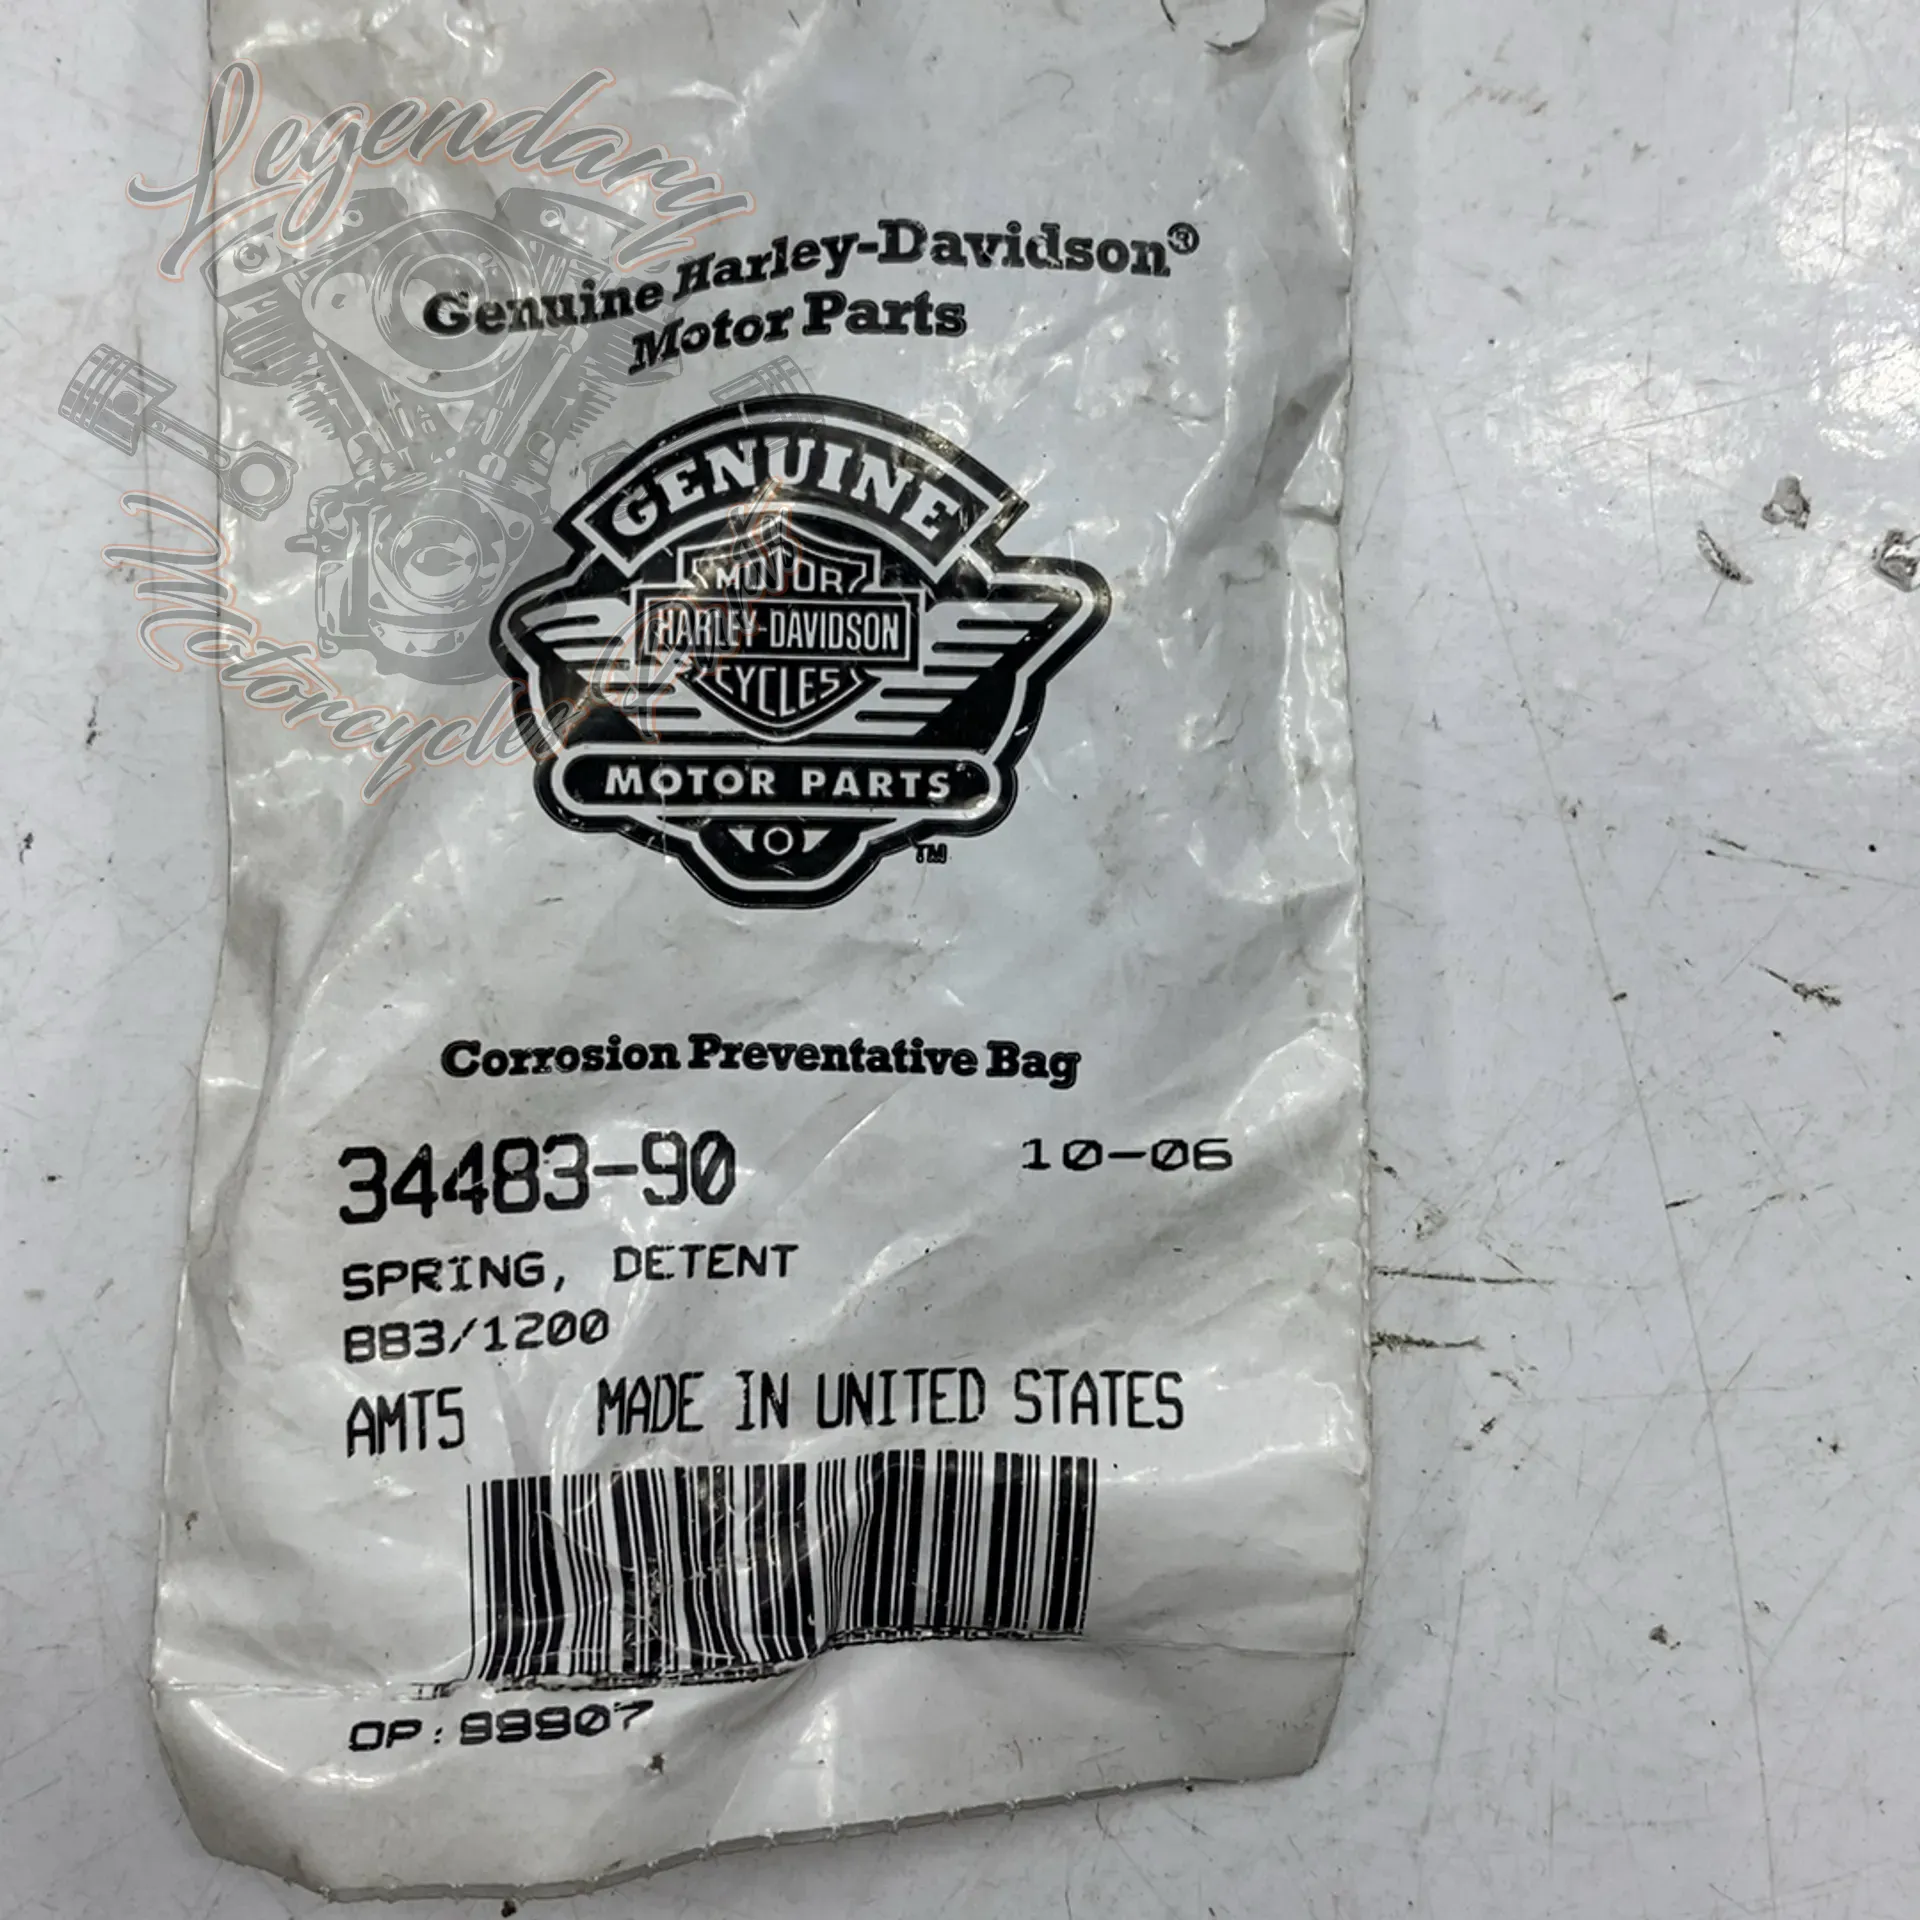 Legendary
Motorcycles Parts
Genuine Harley-Davidson®
Motor Parts
GENUINE
MOTOR
HARLEY-DAVIDSON
CYCLES
MOTOR PARTS
TM
Corrosion Preventative Bag
34483-90 10-06
SPRING, DETENT
883/1200
AMT5 MADE IN UNITED STATES
OP:99907